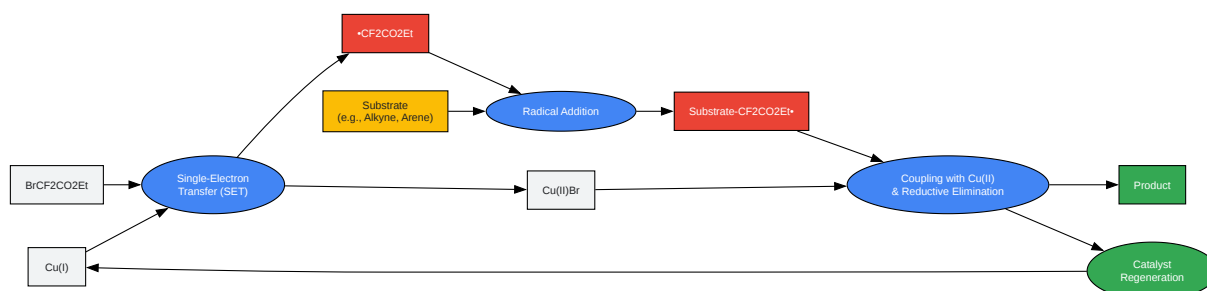 •CF2CO2Et
Substrate
(e.g., Alkyne, Arene)
Radical Addition
Substrate-CF2CO2Et•
BrCF2CO2Et
Single-Electron
Transfer (SET)
Cu(II)Br
Coupling with Cu(II)
& Reductive Elimination
Product
Cu(I)
Catalyst
Regeneration